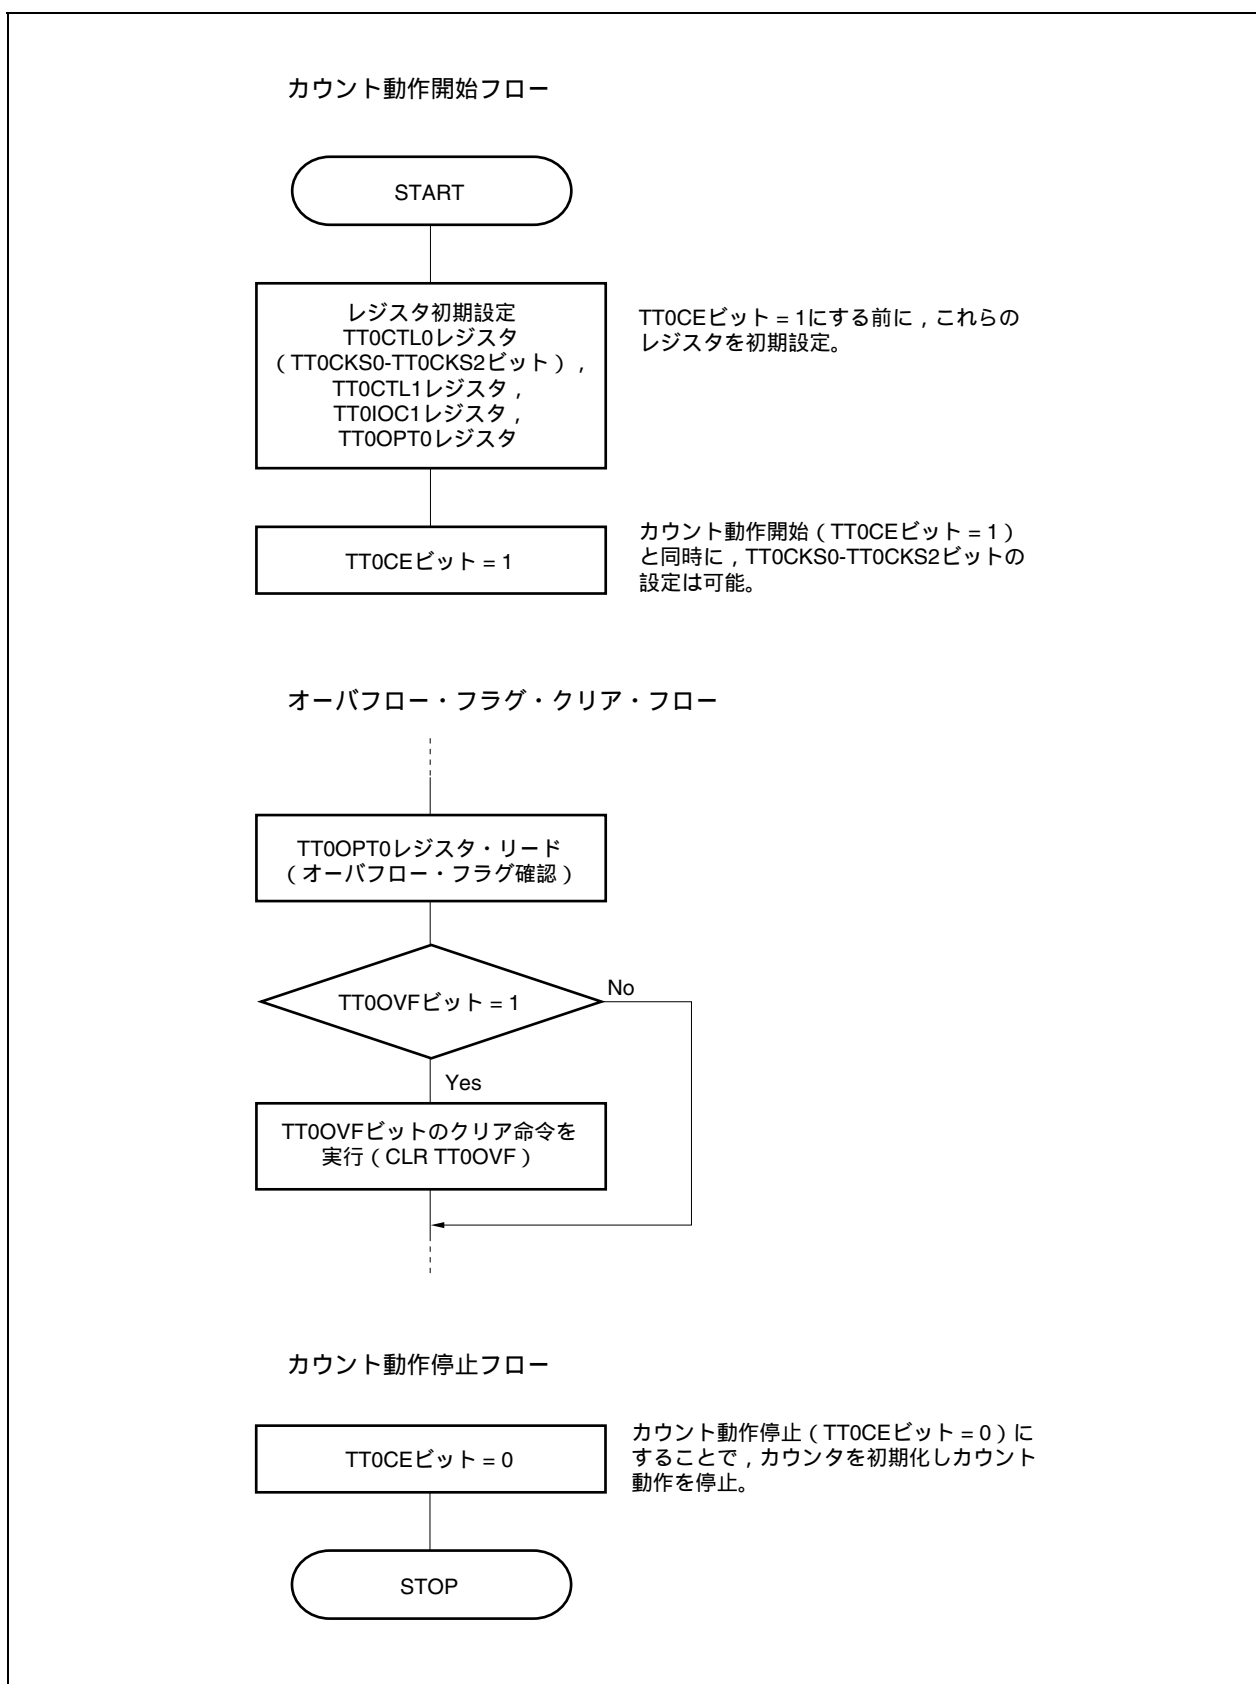 カウント動作開始フロー
START
レジスタ初期設定
TT0CTL0レジスタ
（TT0CKS0-TT0CKS2ビット），
TT0CTL1レジスタ，
TT0IOC1レジスタ，
TT0OPT0レジスタ
TT0CEビット = 1にする前に，これらの
レジスタを初期設定。
TT0CEビット = 1
カウント動作開始（TT0CEビット = 1）
と同時に，TT0CKS0-TT0CKS2ビットの
設定は可能。
オーバフロー・フラグ・クリア・フロー
TT0OPT0レジスタ・リード
（オーバフロー・フラグ確認）
TT0OVFビット = 1
No
Yes
TT0OVFビットのクリア命令を
実行（CLR TT0OVF）
カウント動作停止フロー
TT0CEビット = 0
カウント動作停止（TT0CEビット = 0）に
することで，カウンタを初期化しカウント
動作を停止。
STOP